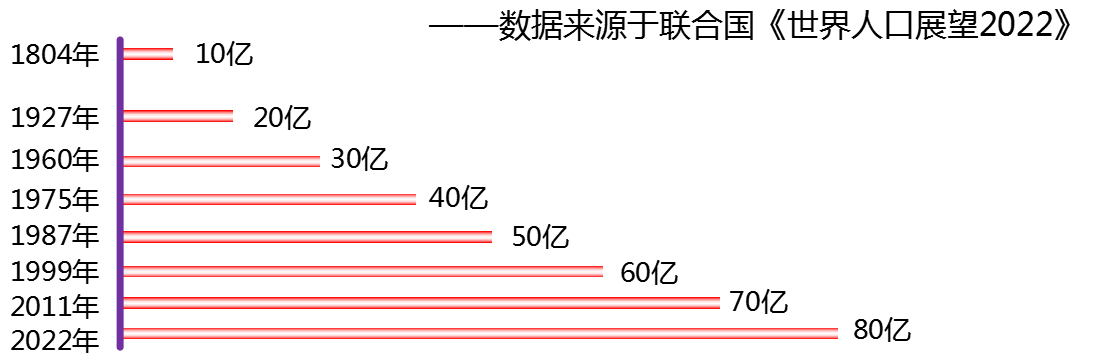 ——数据来源于联合国《世界人口展望2022》
1804年 10亿
1927年 20亿
1960年 30亿
1975年 40亿
1987年 50亿
1999年 60亿
2011年 70亿
2022年 80亿